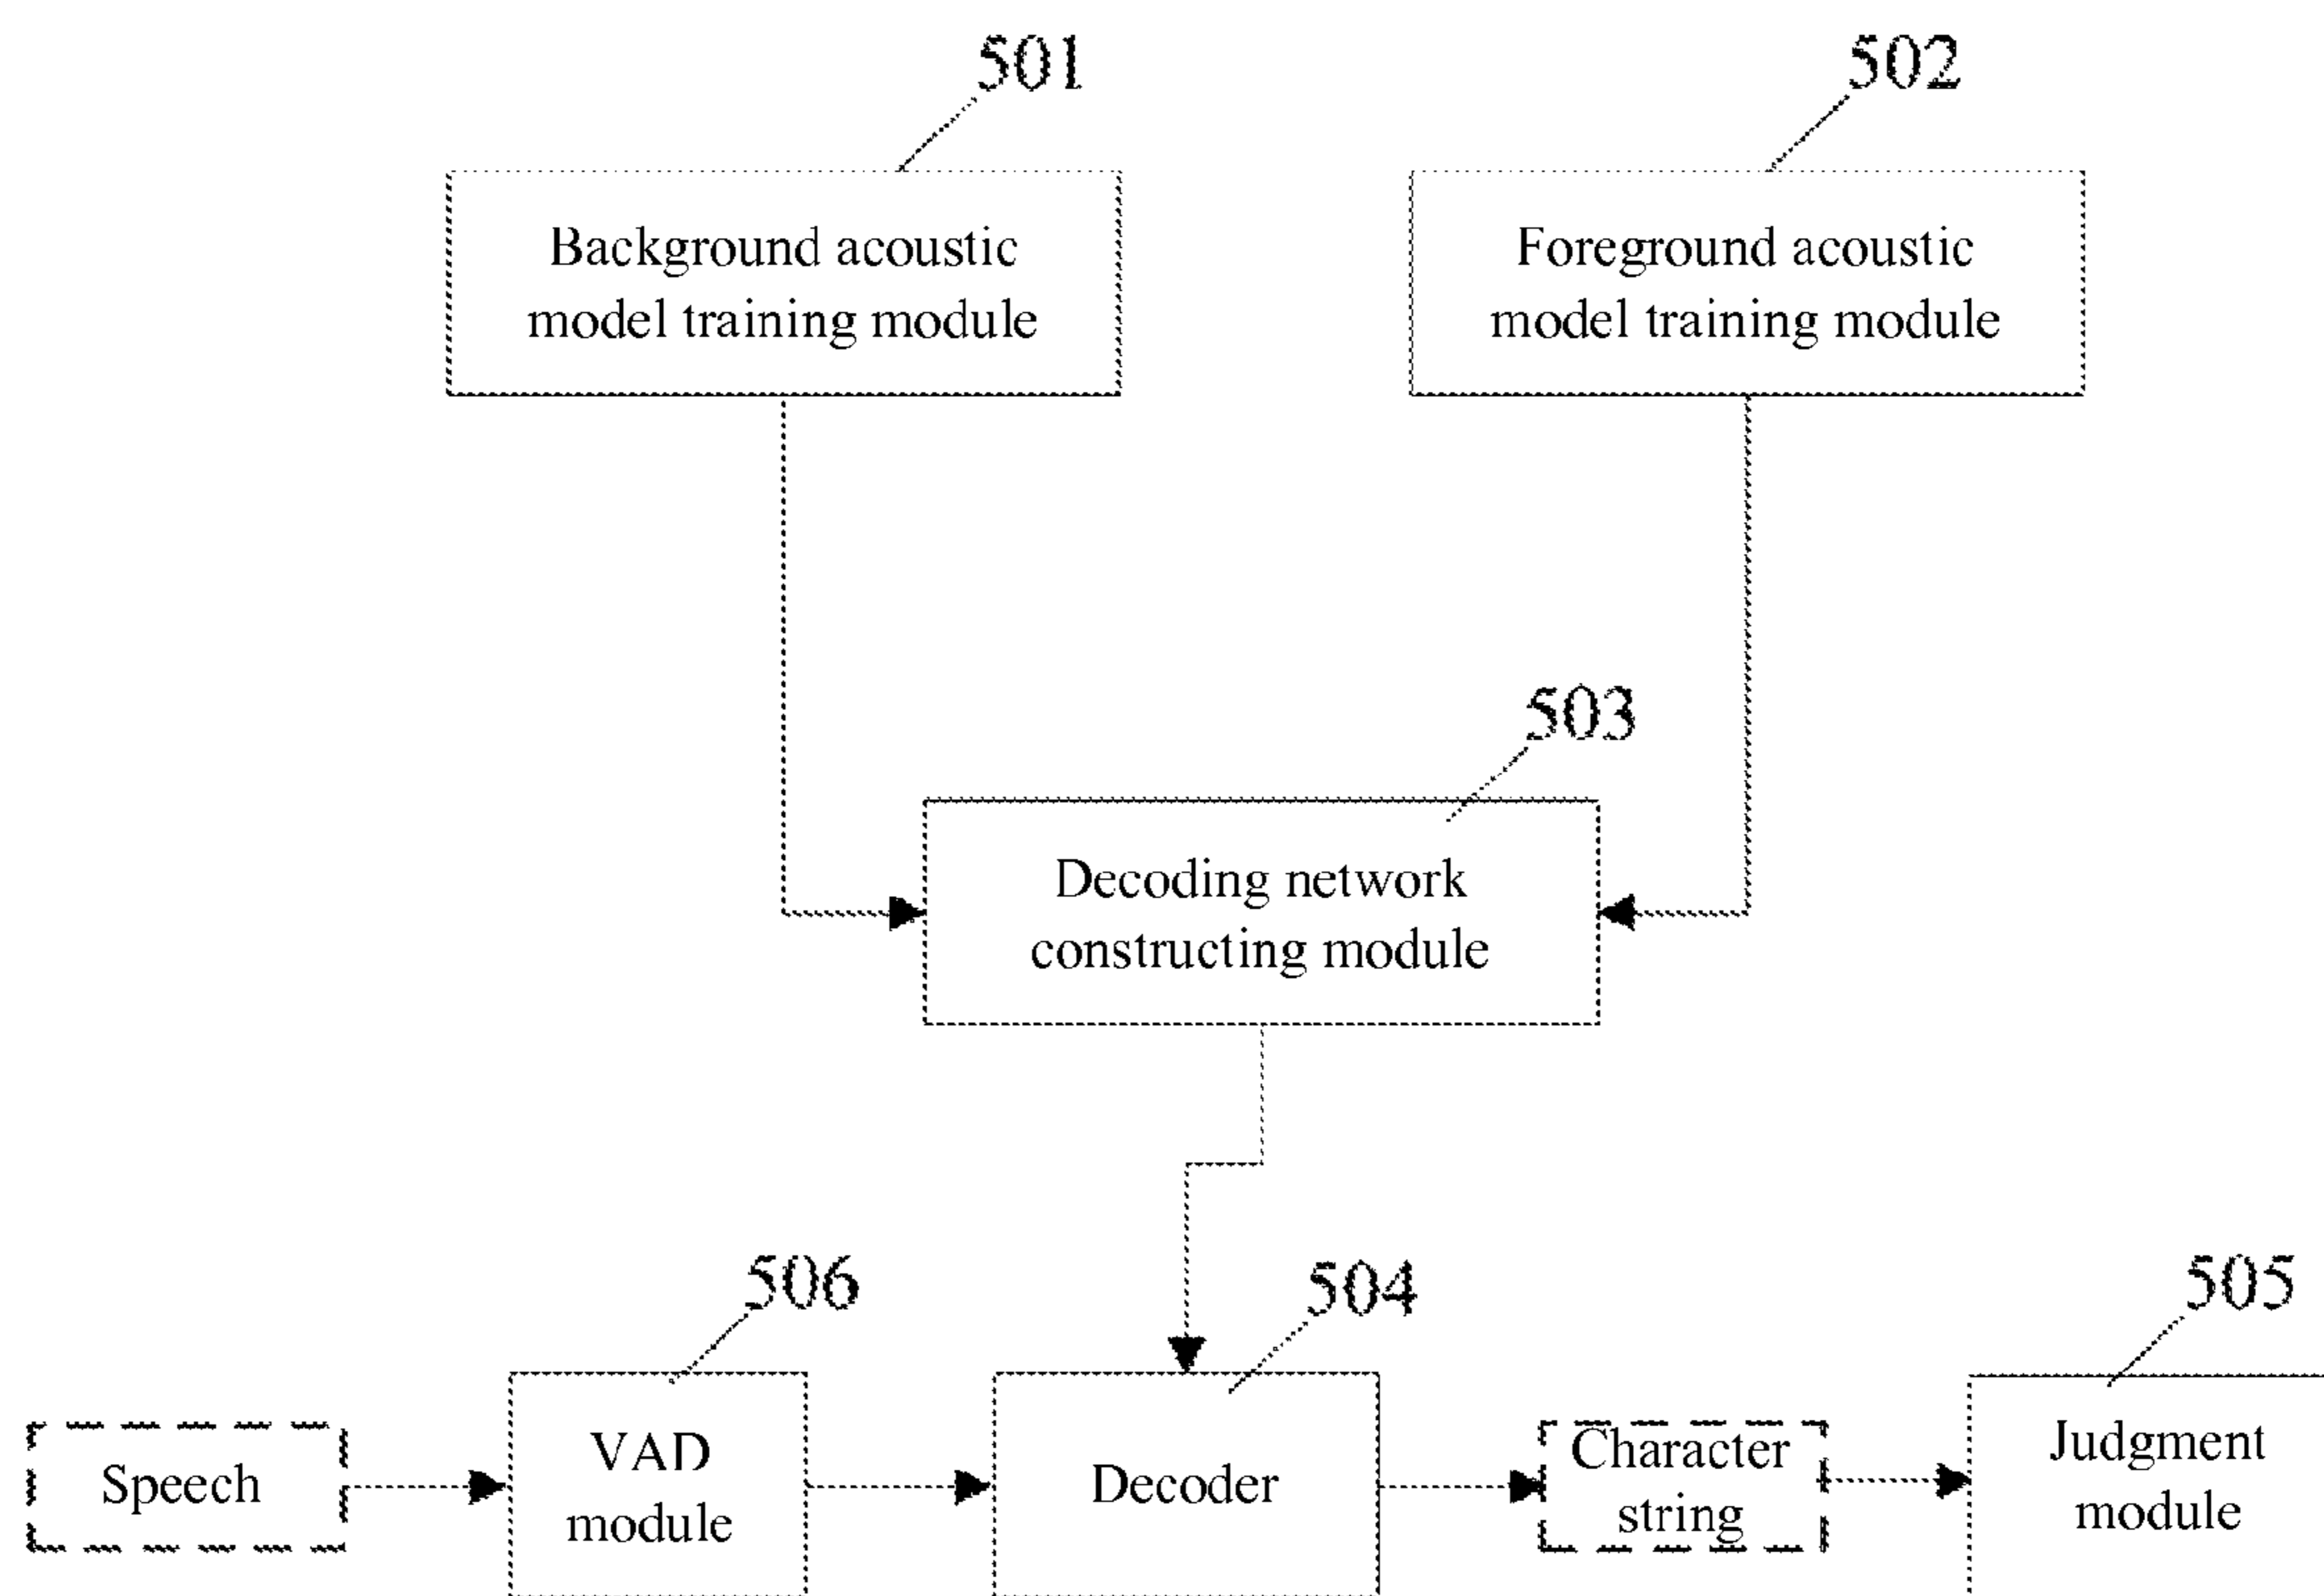 501
502
Background acoustic
model training module
Foreground acoustic
model training module
503
Decoding network
constructing module
506
504
505
Speech
VAD
module
Decoder
Character
string
Judgment
module